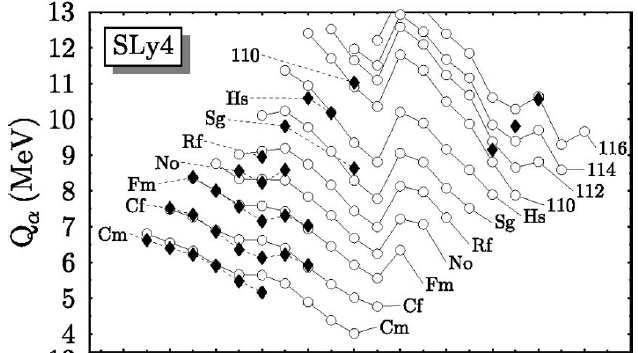 13
SLy4
12
110
11
Hs
10
Sg
Rf
9
No
8
Fm
7
Cf
6
Cm
5
4
Qα (MeV)
116
114
112
110
Hs
Sg
Rf
No
Fm
Cf
Cm